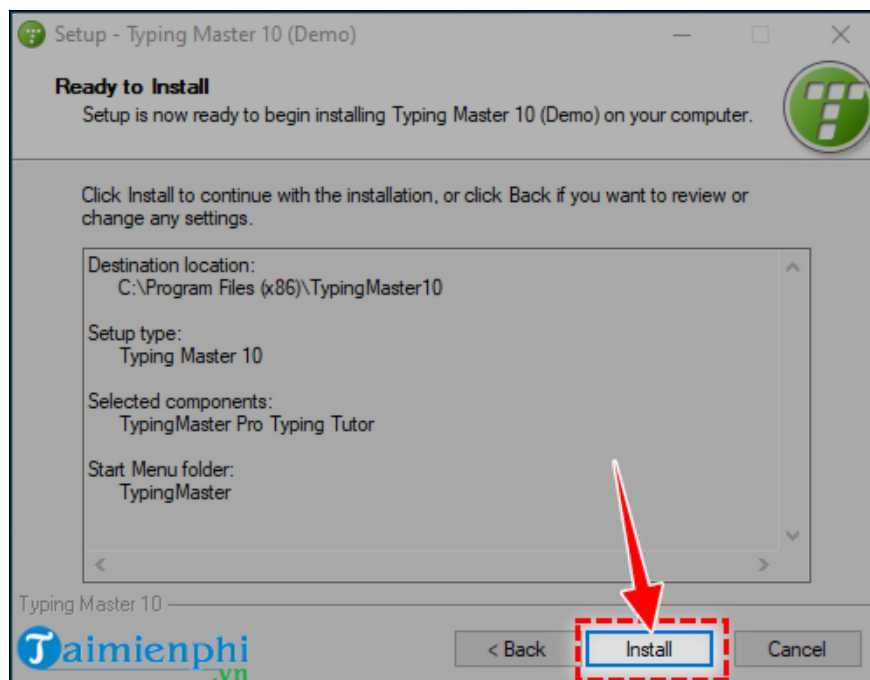 Setup - Typing Master 10 (Demo)
Ready to Install
Setup is now ready to begin installing Typing Master 10 (Demo) on your computer.
Click Install to continue with the installation, or click Back if you want to review or
change any settings.
Destination location:
C:\Program Files (x86)\TypingMaster10
Setup type:
Typing Master 10
Selected components:
TypingMaster Pro Typing Tutor
Start Menu folder:
TypingMaster
Typing Master 10
Taimienphi
.vn
< Back
Install
Cancel